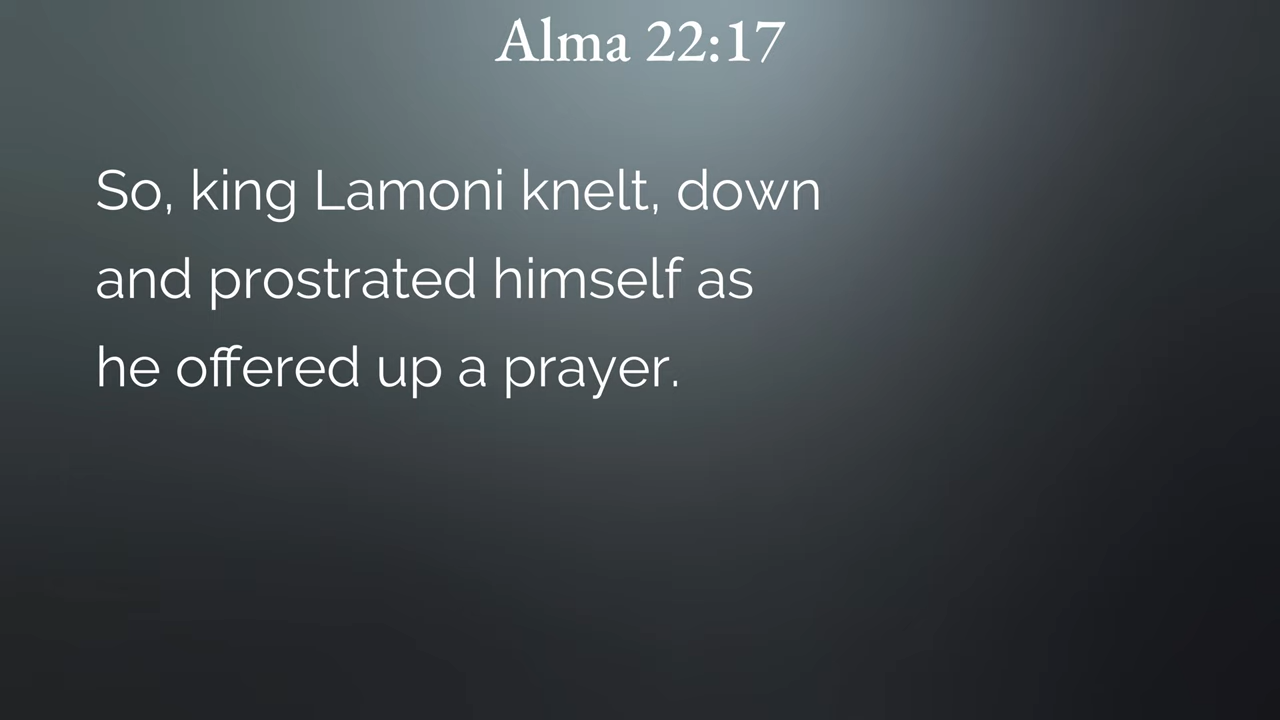 Alma 22:17
So, king Lamoni knelt, down
and prostrated himself as
he offered up a prayer.